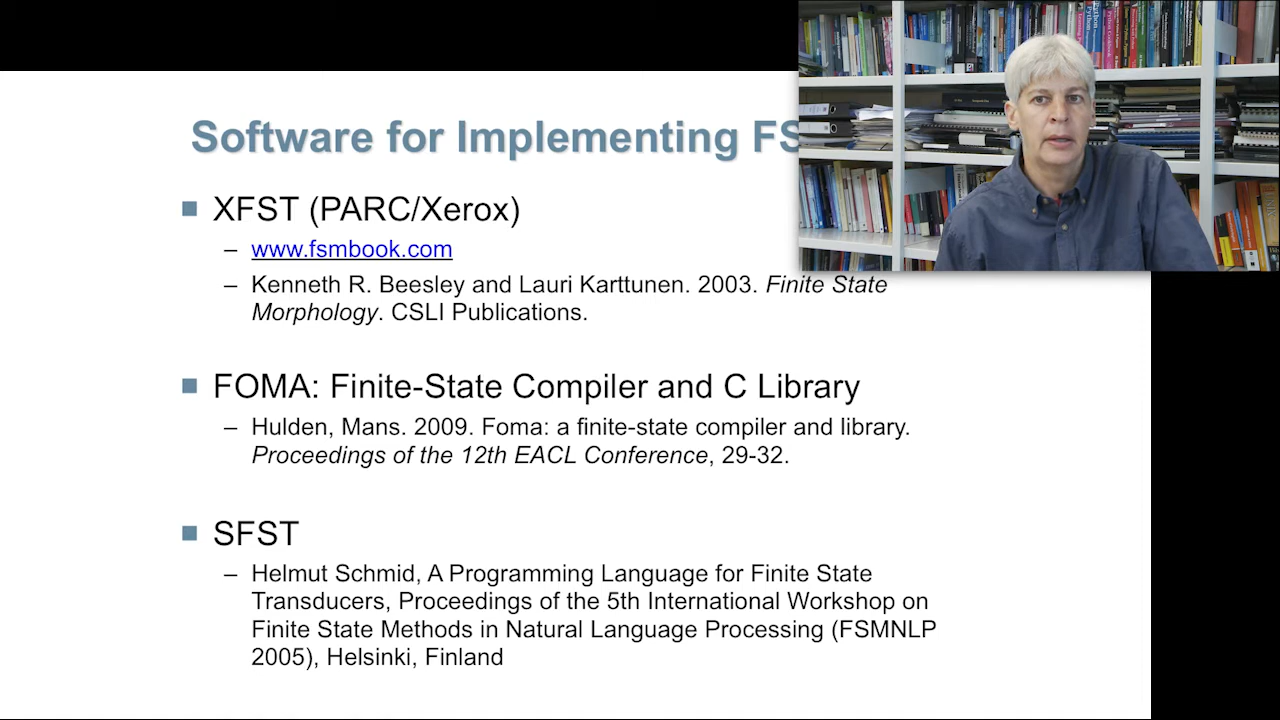 Software for Implementing FS
XFST (PARC/Xerox)
– www.fsmbook.com
– Kenneth R. Beesley and Lauri Karttunen. 2003. Finite State
Morphology. CSLI Publications.
FOMA: Finite-State Compiler and C Library
– Hulden, Mans. 2009. Foma: a finite-state compiler and library.
Proceedings of the 12th EACL Conference, 29-32.
SFST
– Helmut Schmid, A Programming Language for Finite State
Transducers, Proceedings of the 5th International Workshop on
Finite State Methods in Natural Language Processing (FSMNLP
2005), Helsinki, Finland